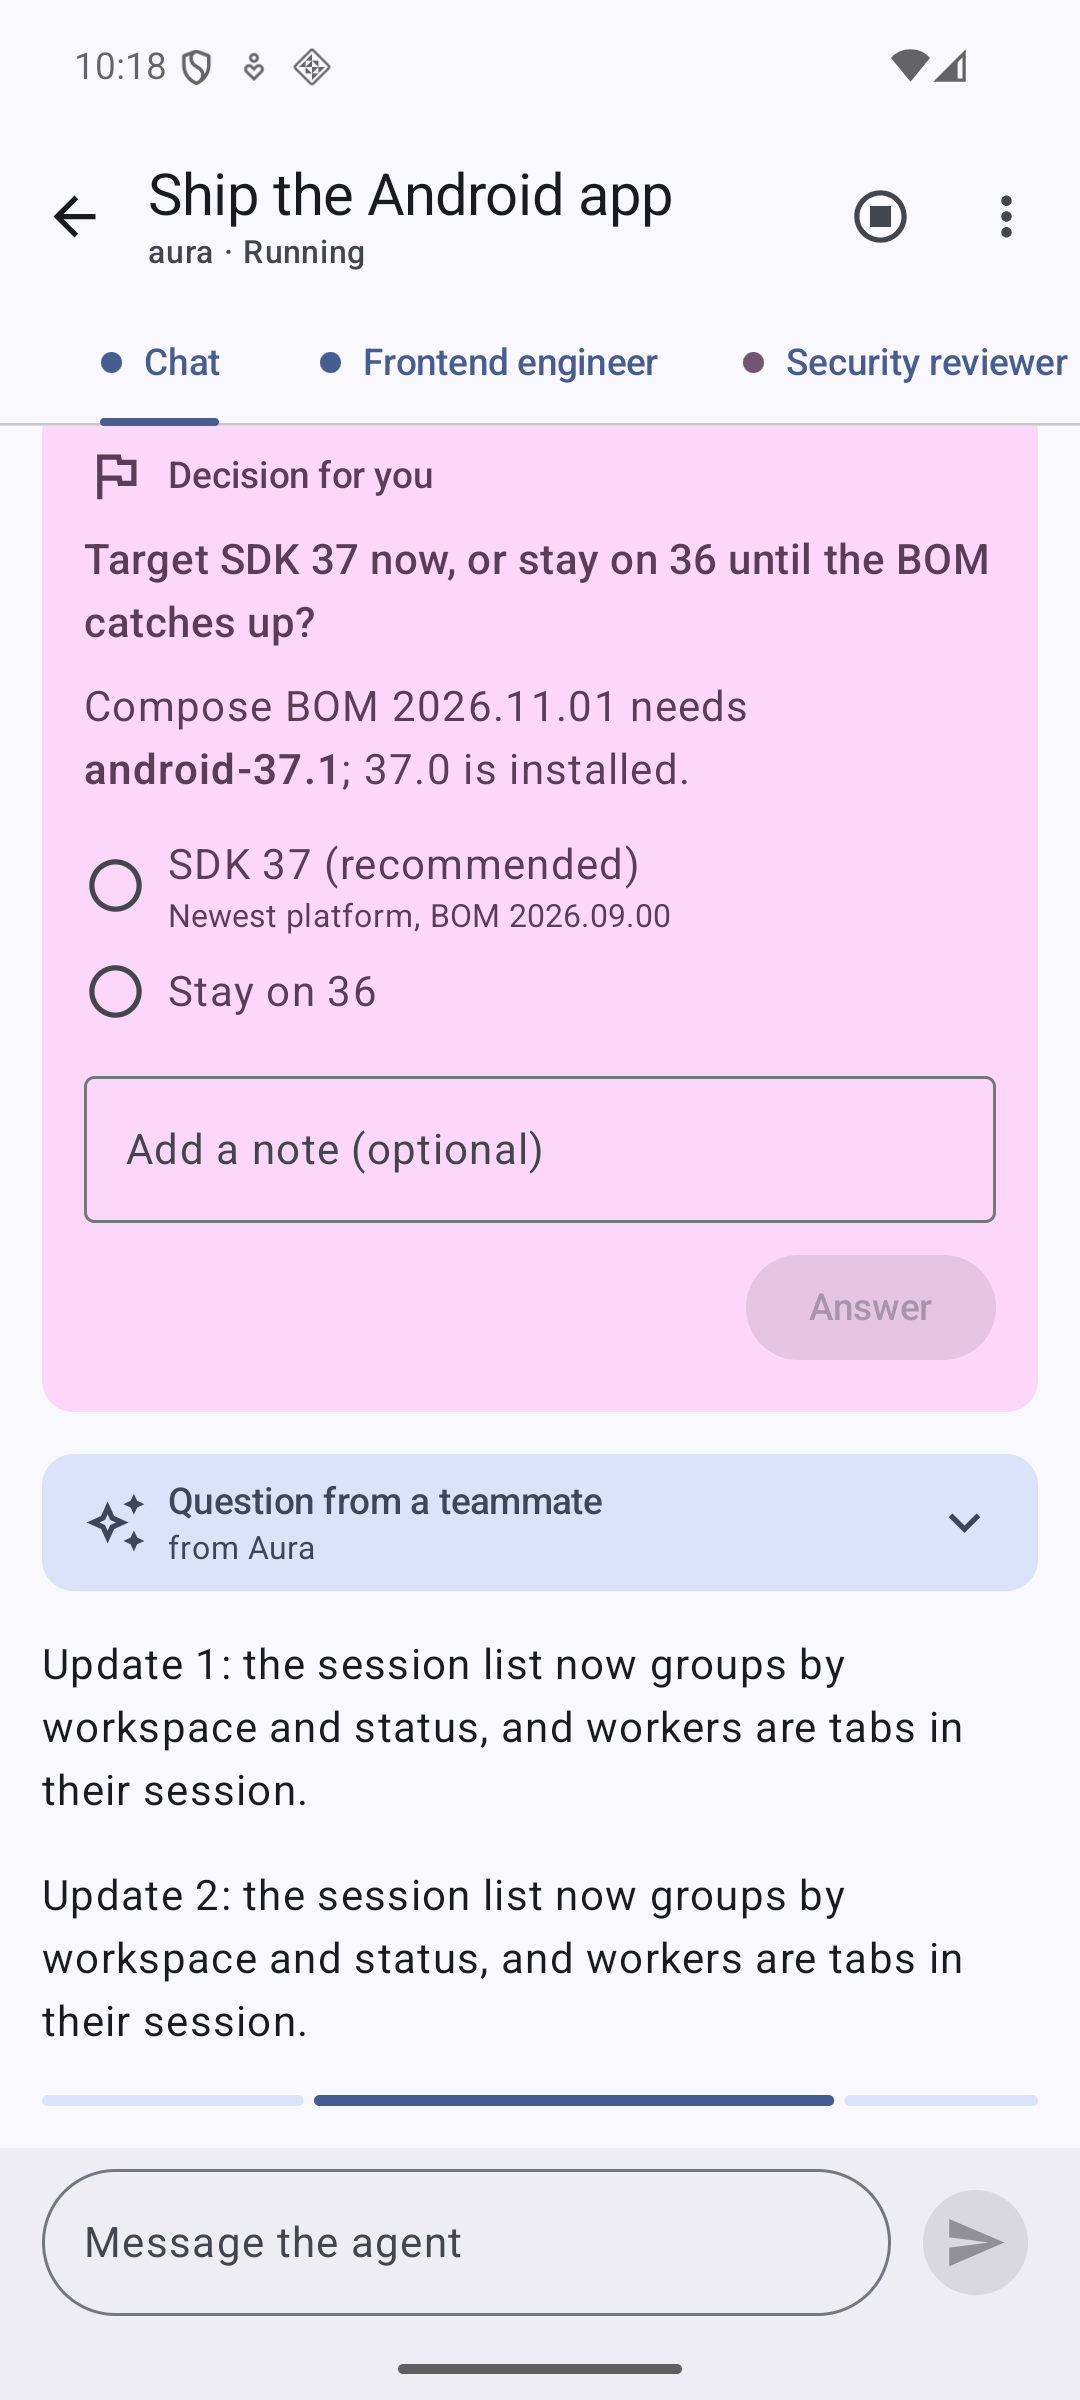 10:18
Ship the Android app
aura · Running
Chat
Frontend engineer
Security reviewer
Decision for you
Target SDK 37 now, or stay on 36 until the BOM
catches up?
Compose BOM 2026.11.01 needs
android-37.1; 37.0 is installed.
SDK 37 (recommended)
Newest platform, BOM 2026.09.00
Stay on 36
Add a note (optional)
Answer
Question from a teammate
from Aura
Update 1: the session list now groups by
workspace and status, and workers are tabs in
their session.
Update 2: the session list now groups by
workspace and status, and workers are tabs in
their session.
Message the agent